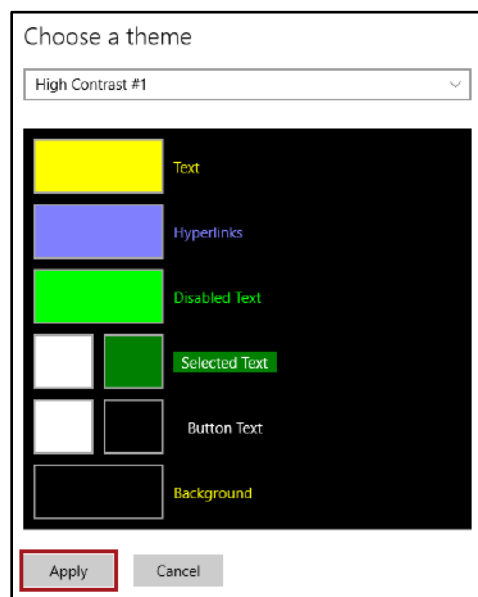 Choose a theme
High Contrast #1
Text
Hyperlinks
Disabled Text
Selected Text
Button Text
Background
Apply Cancel